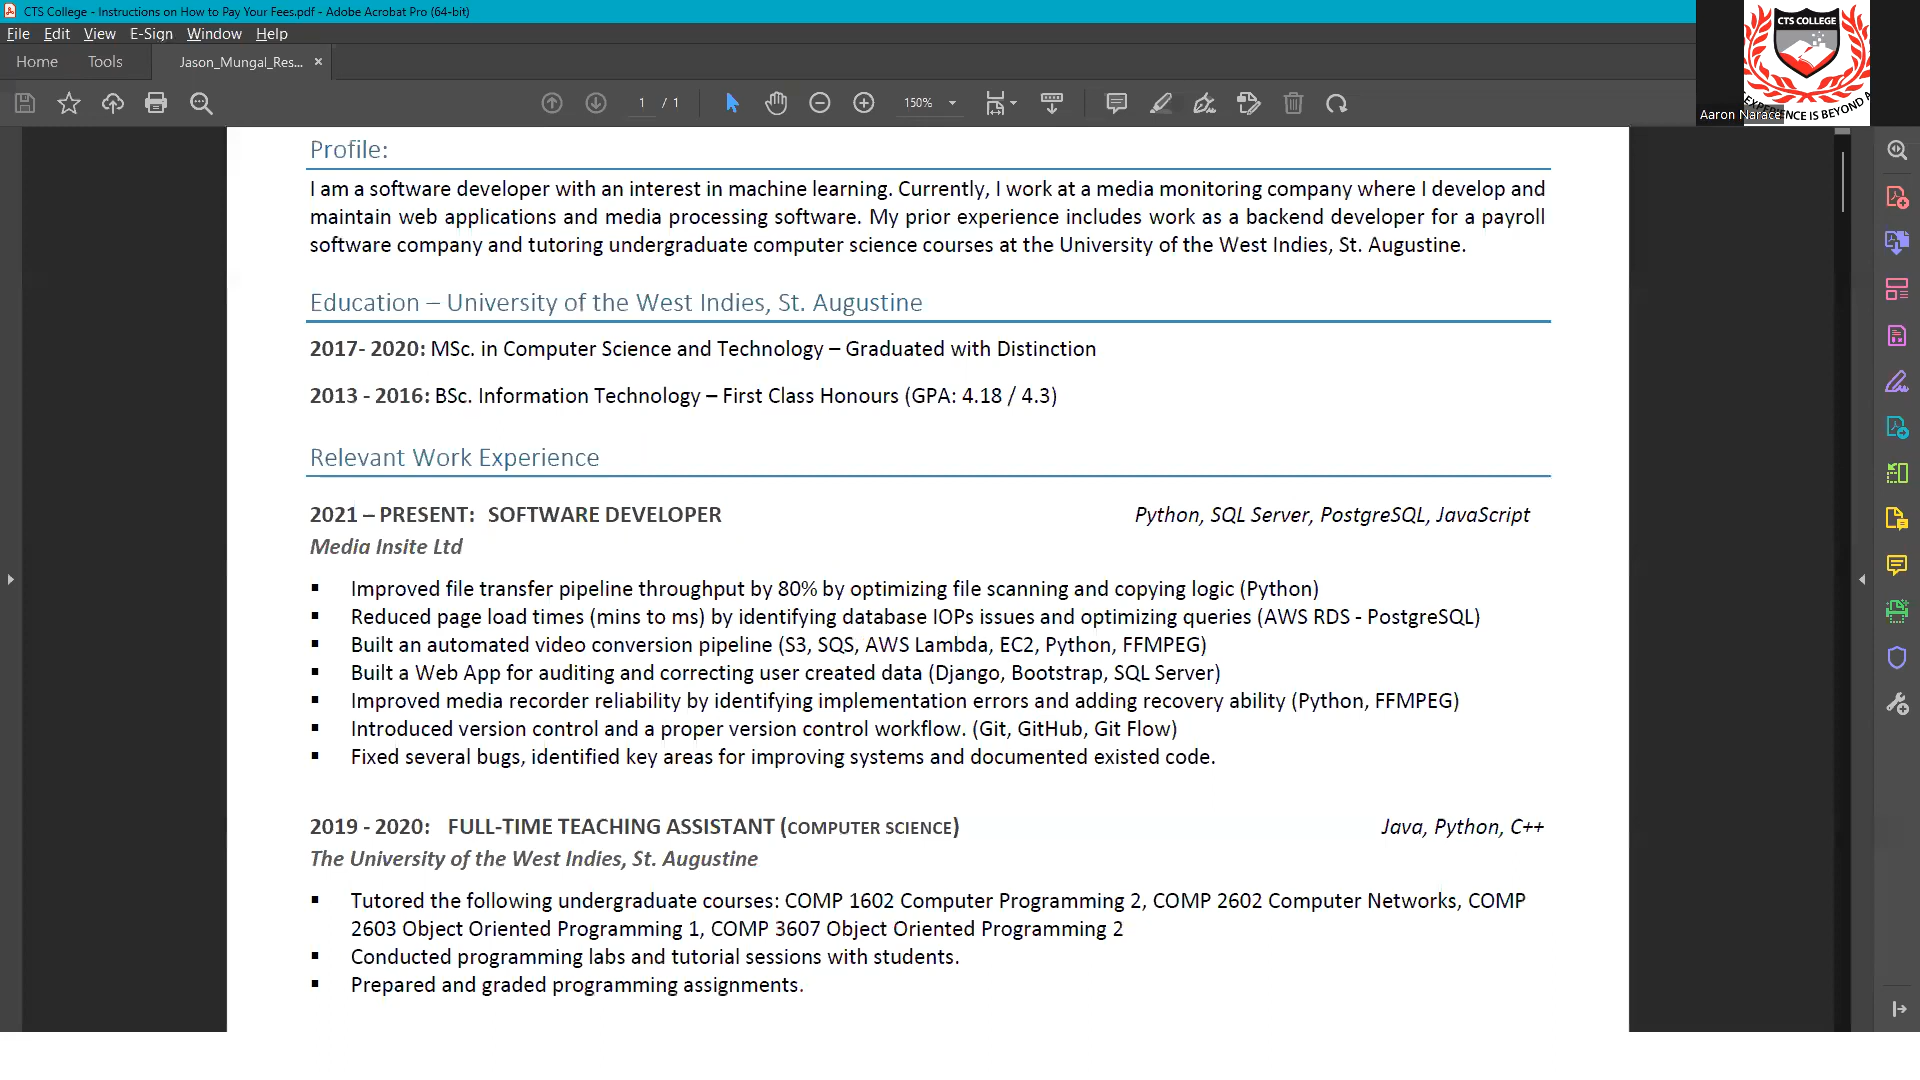 CTS College - Instructions on How to Pay Your Fees.pdf - Adobe Acrobat Pro (64-bit)
File Edit View E-Sign Window Help
Home Tools Jason_Mungal_Res... ×
1 / 1 150%
CTS COLLEGE
EXPERIENCE IS BEYOND A
Aaron Narace
Profile:
I am a software developer with an interest in machine learning. Currently, I work at a media monitoring company where I develop and
maintain web applications and media processing software. My prior experience includes work as a backend developer for a payroll
software company and tutoring undergraduate computer science courses at the University of the West Indies, St. Augustine.
Education – University of the West Indies, St. Augustine
2017- 2020: MSc. in Computer Science and Technology – Graduated with Distinction
2013 - 2016: BSc. Information Technology – First Class Honours (GPA: 4.18 / 4.3)
Relevant Work Experience
2021 – PRESENT: SOFTWARE DEVELOPER Python, SQL Server, PostgreSQL, JavaScript
Media Insite Ltd
▪ Improved file transfer pipeline throughput by 80% by optimizing file scanning and copying logic (Python)
▪ Reduced page load times (mins to ms) by identifying database IOPs issues and optimizing queries (AWS RDS - PostgreSQL)
▪ Built an automated video conversion pipeline (S3, SQS, AWS Lambda, EC2, Python, FFMPEG)
▪ Built a Web App for auditing and correcting user created data (Django, Bootstrap, SQL Server)
▪ Improved media recorder reliability by identifying implementation errors and adding recovery ability (Python, FFMPEG)
▪ Introduced version control and a proper version control workflow. (Git, GitHub, Git Flow)
▪ Fixed several bugs, identified key areas for improving systems and documented existed code.
2019 - 2020: FULL-TIME TEACHING ASSISTANT (COMPUTER SCIENCE) Java, Python, C++
The University of the West Indies, St. Augustine
▪ Tutored the following undergraduate courses: COMP 1602 Computer Programming 2, COMP 2602 Computer Networks, COMP
2603 Object Oriented Programming 1, COMP 3607 Object Oriented Programming 2
▪ Conducted programming labs and tutorial sessions with students.
▪ Prepared and graded programming assignments.